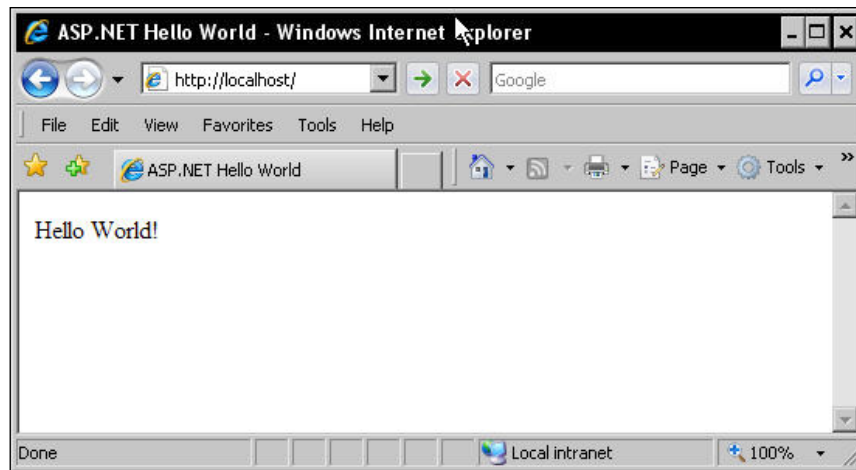 ASP.NET Hello World - Windows Internet Explorer
http://localhost/
Google
File Edit View Favorites Tools Help
ASP.NET Hello World
Page Tools »
Hello World!
Done Local intranet 100%